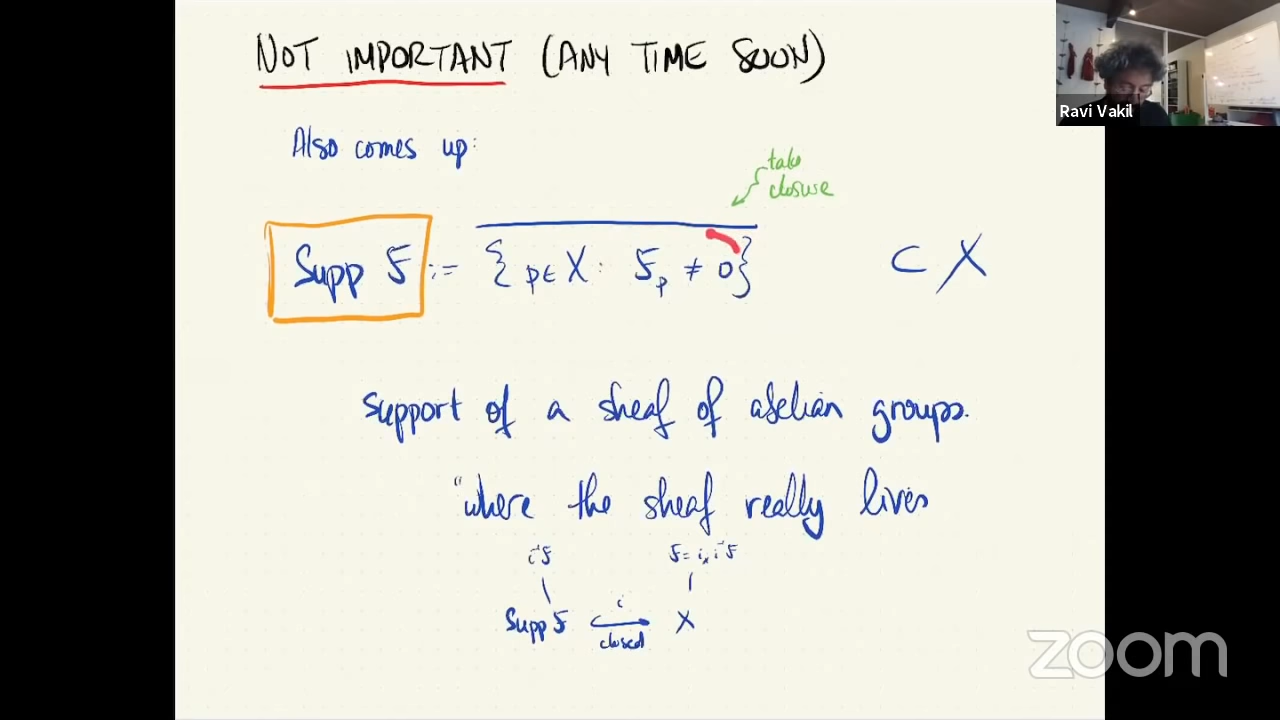 NOT IMPORTANT (ANY TIME SOON)
Ravi Vakil
Also comes up:
take
closure
Supp F := {p ∈ X : F_p ≠ 0} ⊂ X
support of a sheaf of abelian groups.
"where the sheaf really lives
i⁻¹F F = i_* i⁻¹F
i
Supp F ↪ X
closed
zoom